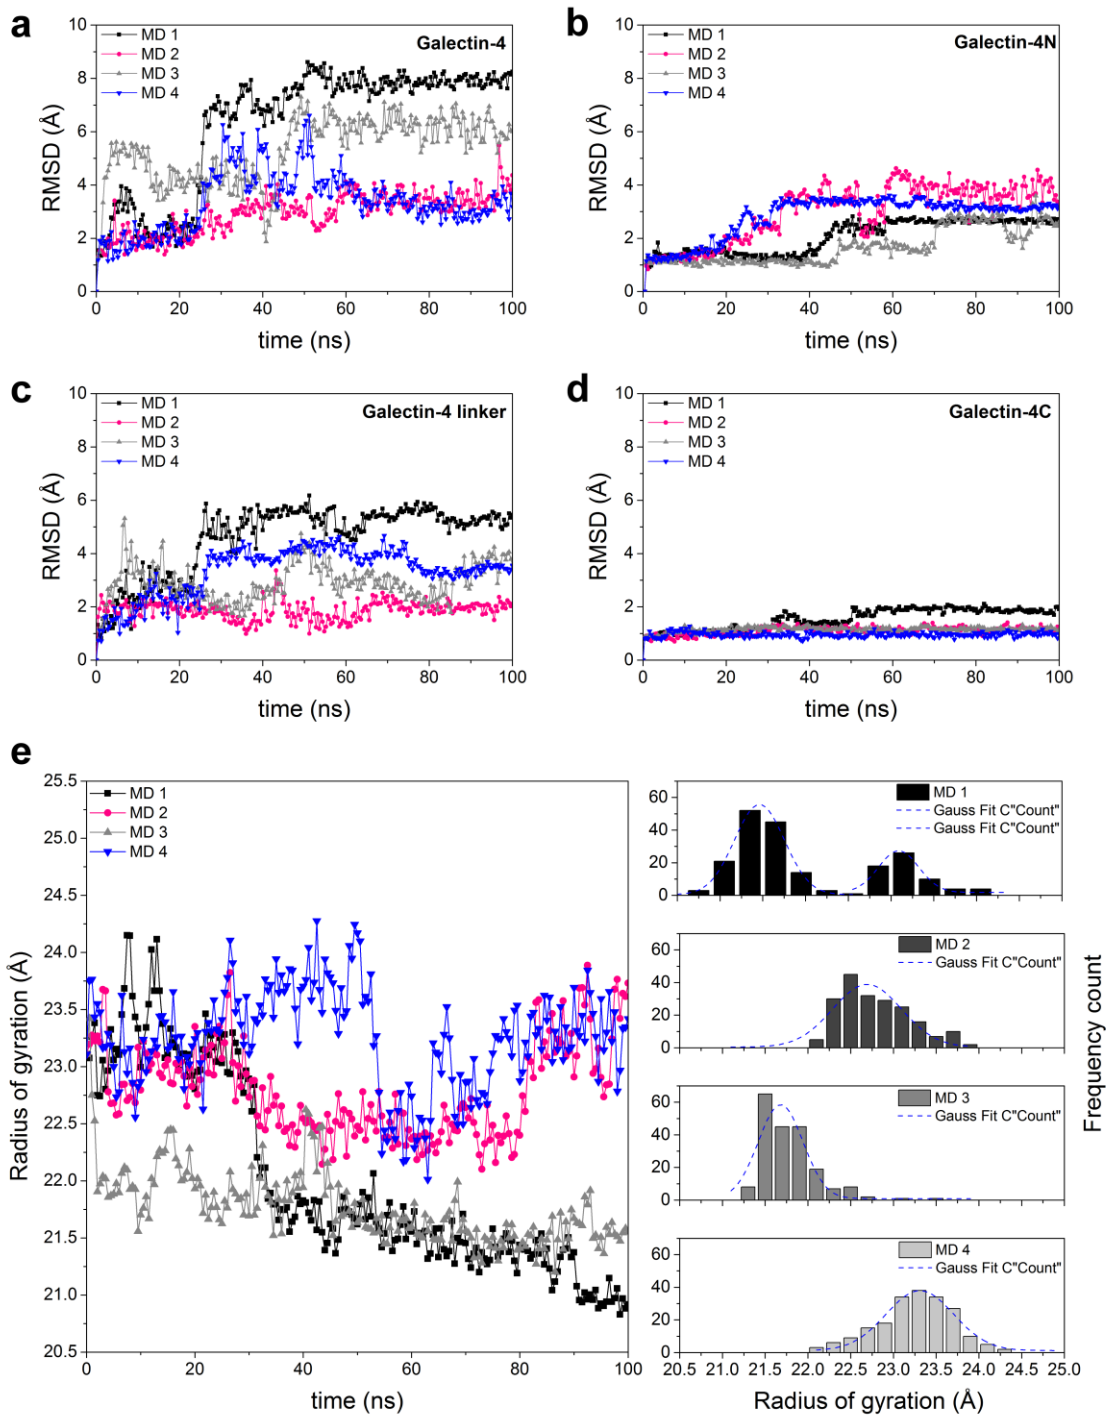 a
Galectin-4
MD 1
MD 2
MD 3
MD 4
10
8
6
4
2
0
RMSD (Å)
0 20 40 60 80 100
time (ns)
b
Galectin-4N
MD 1
MD 2
MD 3
MD 4
10
8
6
4
2
0
RMSD (Å)
0 20 40 60 80 100
time (ns)
c
Galectin-4 linker
MD 1
MD 2
MD 3
MD 4
10
8
6
4
2
0
RMSD (Å)
0 20 40 60 80 100
time (ns)
d
Galectin-4C
MD 1
MD 2
MD 3
MD 4
10
8
6
4
2
0
RMSD (Å)
0 20 40 60 80 100
time (ns)
e
MD 1
MD 2
MD 3
MD 4
25.5
25.0
24.5
24.0
23.5
23.0
22.5
22.0
21.5
21.0
20.5
Radius of gyration (Å)
0 20 40 60 80 100
time (ns)
MD 1
Gauss Fit C"Count"
Gauss Fit C"Count"
60
40
20
0
MD 2
Gauss Fit C"Count"
60
40
20
0
MD 3
Gauss Fit C"Count"
60
40
20
0
MD 4
Gauss Fit C"Count"
60
40
20
0
20.5 21.0 21.5 22.0 22.5 23.0 23.5 24.0 24.5 25.0
Radius of gyration (Å)
Frequency count